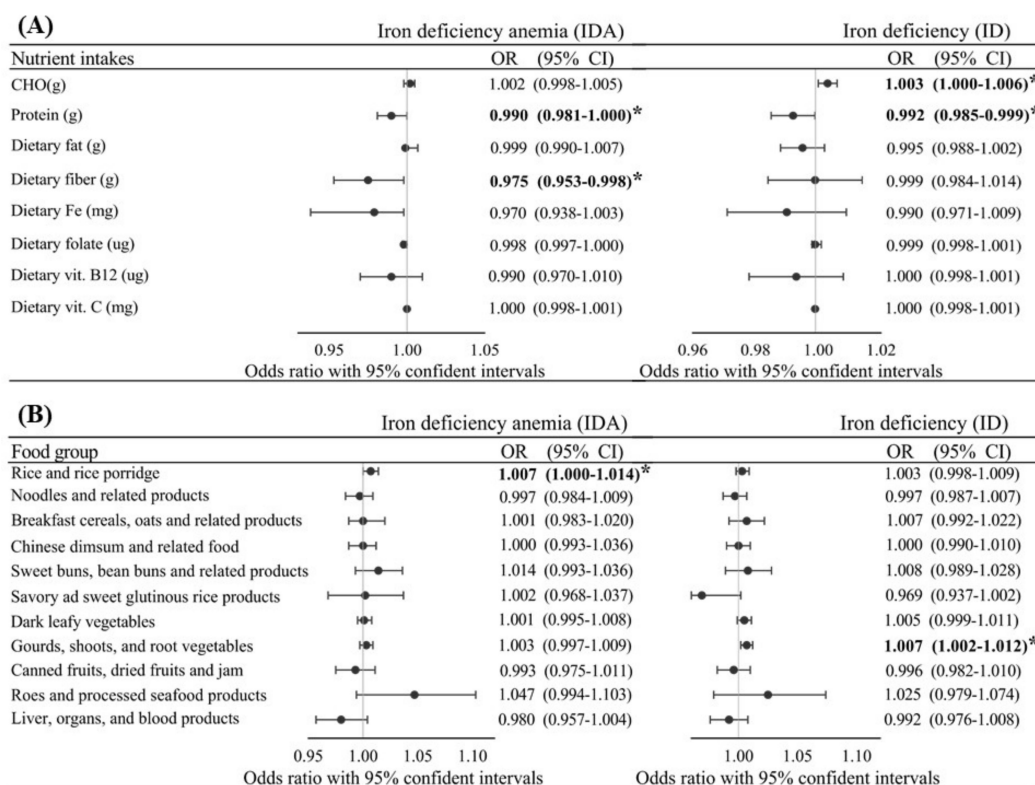 (A)
Iron deficiency anemia (IDA) Iron deficiency (ID)
Nutrient intakes OR (95% CI) OR (95% CI)
CHO(g) 1.002 (0.998-1.005) 1.003 (1.000-1.006)*
Protein (g) 0.990 (0.981-1.000)* 0.992 (0.985-0.999)*
Dietary fat (g) 0.999 (0.990-1.007) 0.995 (0.988-1.002)
Dietary fiber (g) 0.975 (0.953-0.998)* 0.999 (0.984-1.014)
Dietary Fe (mg) 0.970 (0.938-1.003) 0.990 (0.971-1.009)
Dietary folate (ug) 0.998 (0.997-1.000) 0.999 (0.998-1.001)
Dietary vit. B12 (ug) 0.990 (0.970-1.010) 1.000 (0.998-1.001)
Dietary vit. C (mg) 1.000 (0.998-1.001) 1.000 (0.998-1.001)
0.95 1.00 1.05 0.96 0.98 1.00 1.02
Odds ratio with 95% confident intervals Odds ratio with 95% confident intervals
(B)
Iron deficiency anemia (IDA) Iron deficiency (ID)
Food group OR (95% CI) OR (95% CI)
Rice and rice porridge 1.007 (1.000-1.014)* 1.003 (0.998-1.009)
Noodles and related products 0.997 (0.984-1.009) 0.997 (0.987-1.007)
Breakfast cereals, oats and related products 1.001 (0.983-1.020) 1.007 (0.992-1.022)
Chinese dimsum and related food 1.000 (0.993-1.036) 1.000 (0.990-1.010)
Sweet buns, bean buns and related products 1.014 (0.993-1.036) 1.008 (0.989-1.028)
Savory ad sweet glutinous rice products 1.002 (0.968-1.037) 0.969 (0.937-1.002)
Dark leafy vegetables 1.001 (0.995-1.008) 1.005 (0.999-1.011)
Gourds, shoots, and root vegetables 1.003 (0.997-1.009) 1.007 (1.002-1.012)*
Canned fruits, dried fruits and jam 0.993 (0.975-1.011) 0.996 (0.982-1.010)
Roes and processed seafood products 1.047 (0.994-1.103) 1.025 (0.979-1.074)
Liver, organs, and blood products 0.980 (0.957-1.004) 0.992 (0.976-1.008)
0.95 1.00 1.05 1.10 1.00 1.05 1.10
Odds ratio with 95% confident intervals Odds ratio with 95% confident intervals